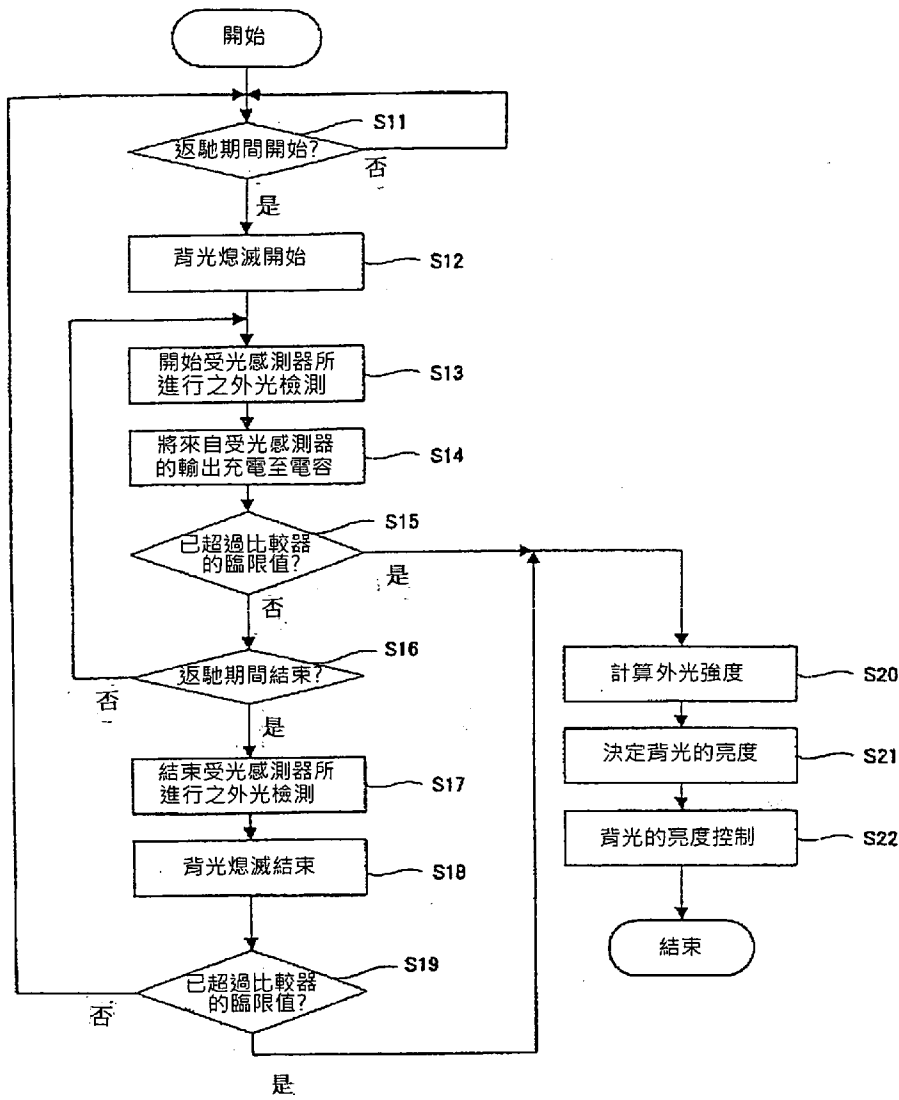 開始
S11
返馳期間開始?
否
是
背光熄滅開始
S12
開始受光感測器所
進行之外光檢測
S13
將來自受光感測器
的輸出充電至電容
S14
S15
已超過比較器
的臨限值?
是
否
S16
返馳期間結束?
否
是
結束受光感測器所
進行之外光檢測
S17
背光熄滅結束
S18
S19
已超過比較器
的臨限值?
否
是
計算外光強度
S20
決定背光的亮度
S21
背光的亮度控制
S22
結束